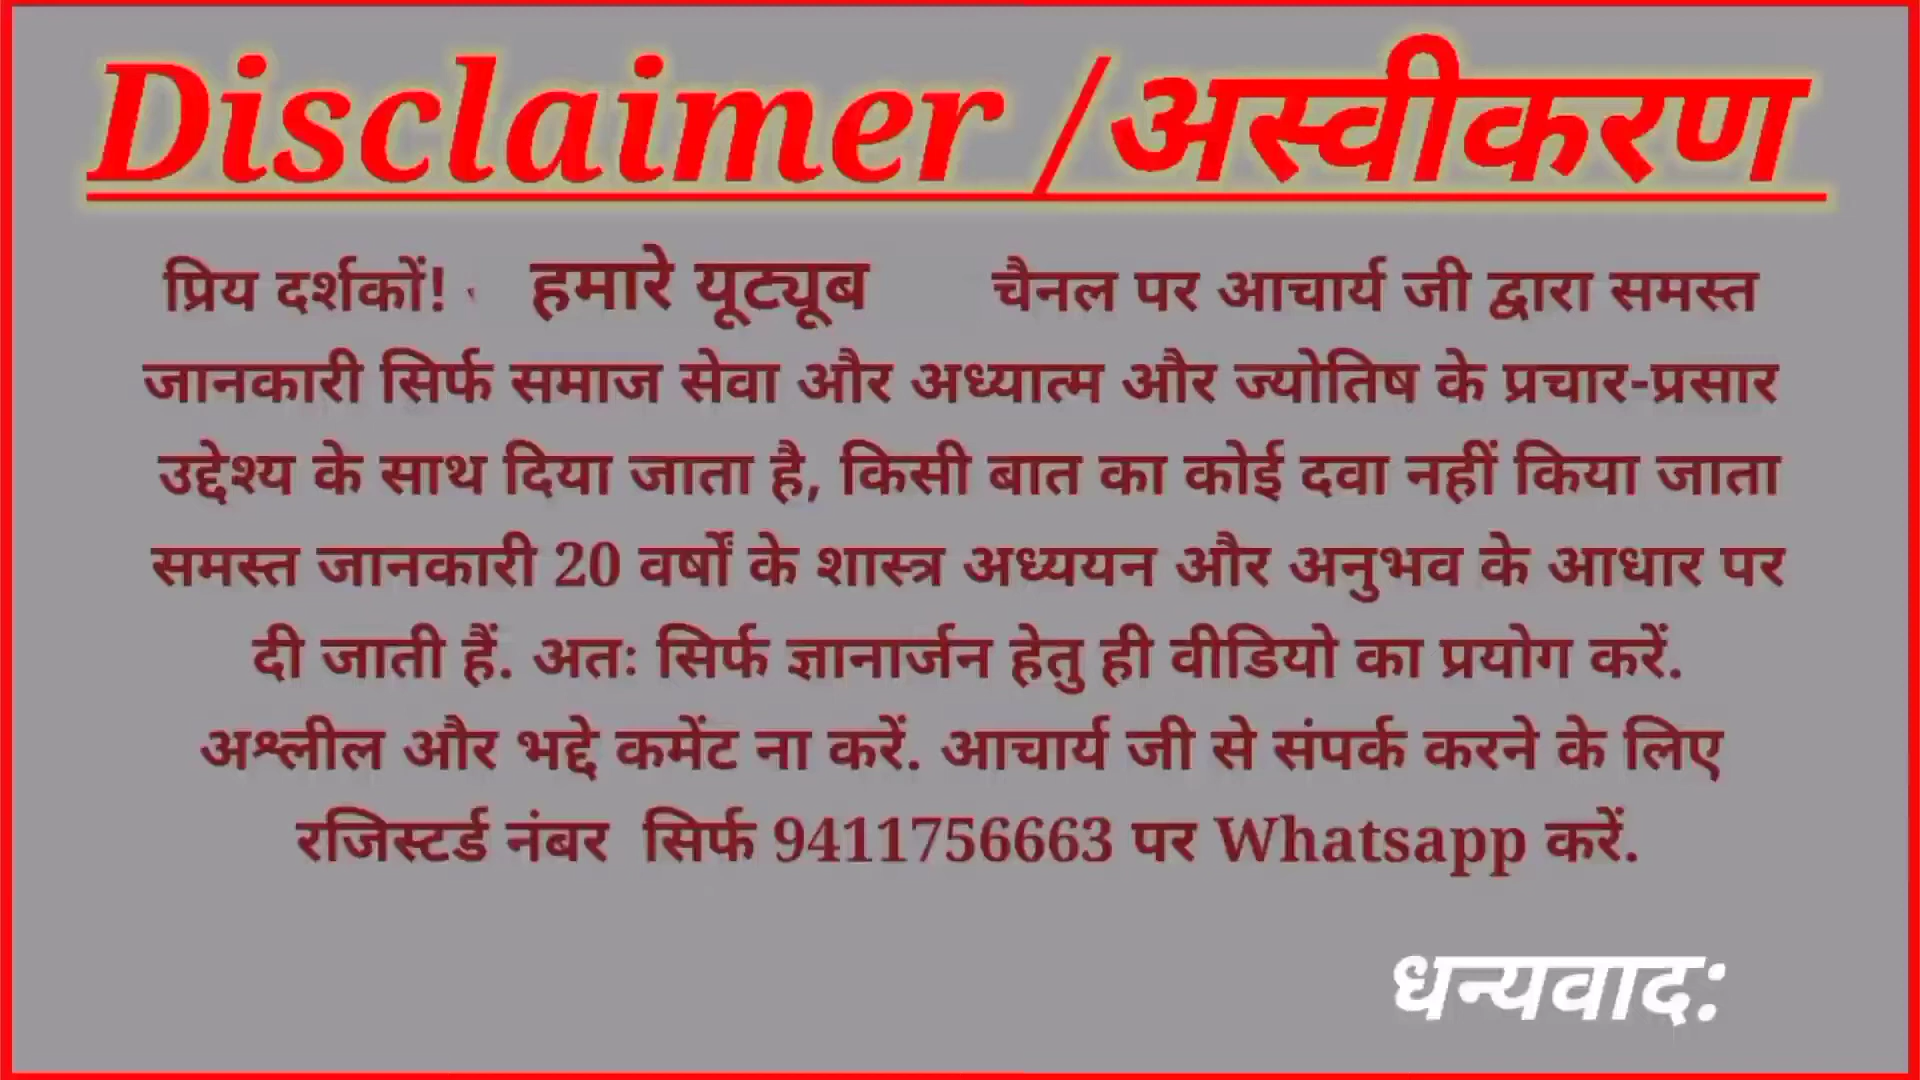 Disclaimer /अस्वीकरण
प्रिय दर्शकों! हमारे यूट्यूब चैनल पर आचार्य जी द्वारा समस्त
जानकारी सिर्फ समाज सेवा और अध्यात्म और ज्योतिष के प्रचार-प्रसार
उद्देश्य के साथ दिया जाता है, किसी बात का कोई दवा नहीं किया जाता
समस्त जानकारी 20 वर्षों के शास्त्र अध्ययन और अनुभव के आधार पर
दी जाती हैं. अतः सिर्फ ज्ञानार्जन हेतु ही वीडियो का प्रयोग करें.
अश्लील और भद्दे कमेंट ना करें. आचार्य जी से संपर्क करने के लिए
रजिस्टर्ड नंबर सिर्फ 9411756663 पर Whatsapp करें.
धन्यवाद: